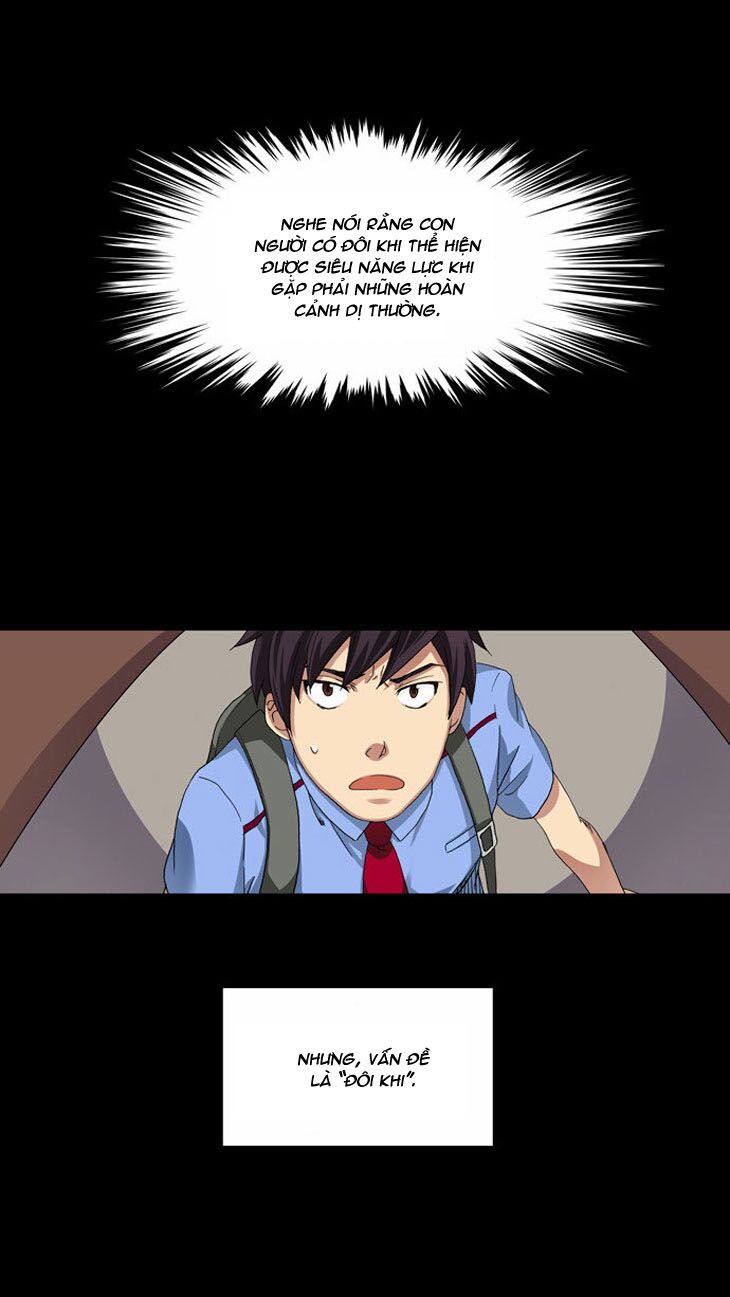 NGHE NÓI RẰNG CON
NGƯỜI CÓ ĐÔI KHI THỂ HIỆN
ĐƯỢC SIÊU NĂNG LỰC KHI
GẶP PHẢI NHỮNG HOÀN
CẢNH DỊ THƯỜNG.
NHƯNG, VẤN ĐỀ
LÀ "ĐÔI KHI".